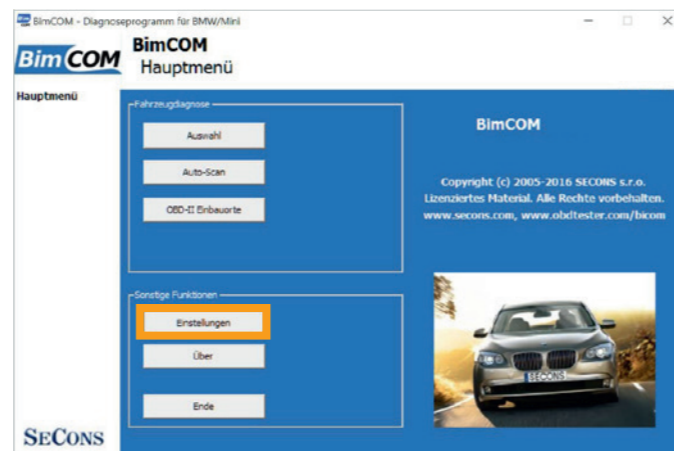 BimCOM - Diagnoseprogramm für BMW/Mini
BimCOM
BimCOM
Hauptmenü
Hauptmenü
Fahrzeugdiagnose
Auswahl
Auto-Scan
OBD-II Einbauorte
Sonstige Funktionen
Einstellungen
Über
Ende
BimCOM
Copyright (c) 2005-2016 SECONS s.r.o.
Lizenziertes Material. Alle Rechte vorbehalten.
www.secons.com, www.obdtester.com/bicom
SECONS
SECONS